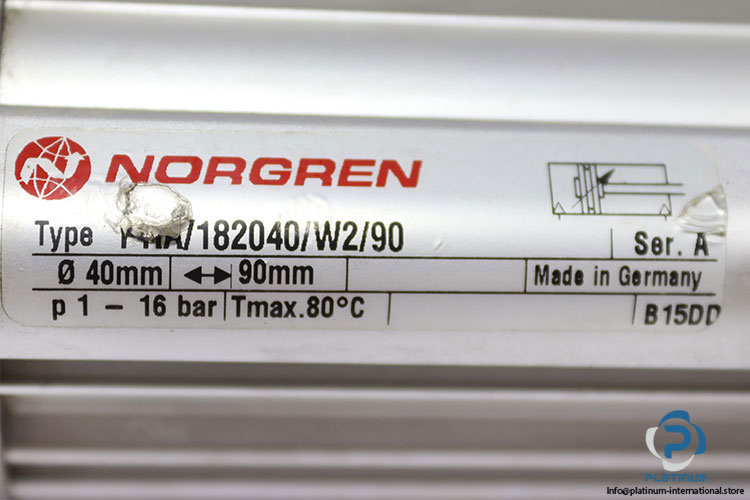 NORGREN
Type /182040/W2/90
Ser. A
Ø 40mm 90mm Made in Germany
p 1 - 16 bar Tmax.80°C B15DD
PLATINUM
Info@platinum-international.store